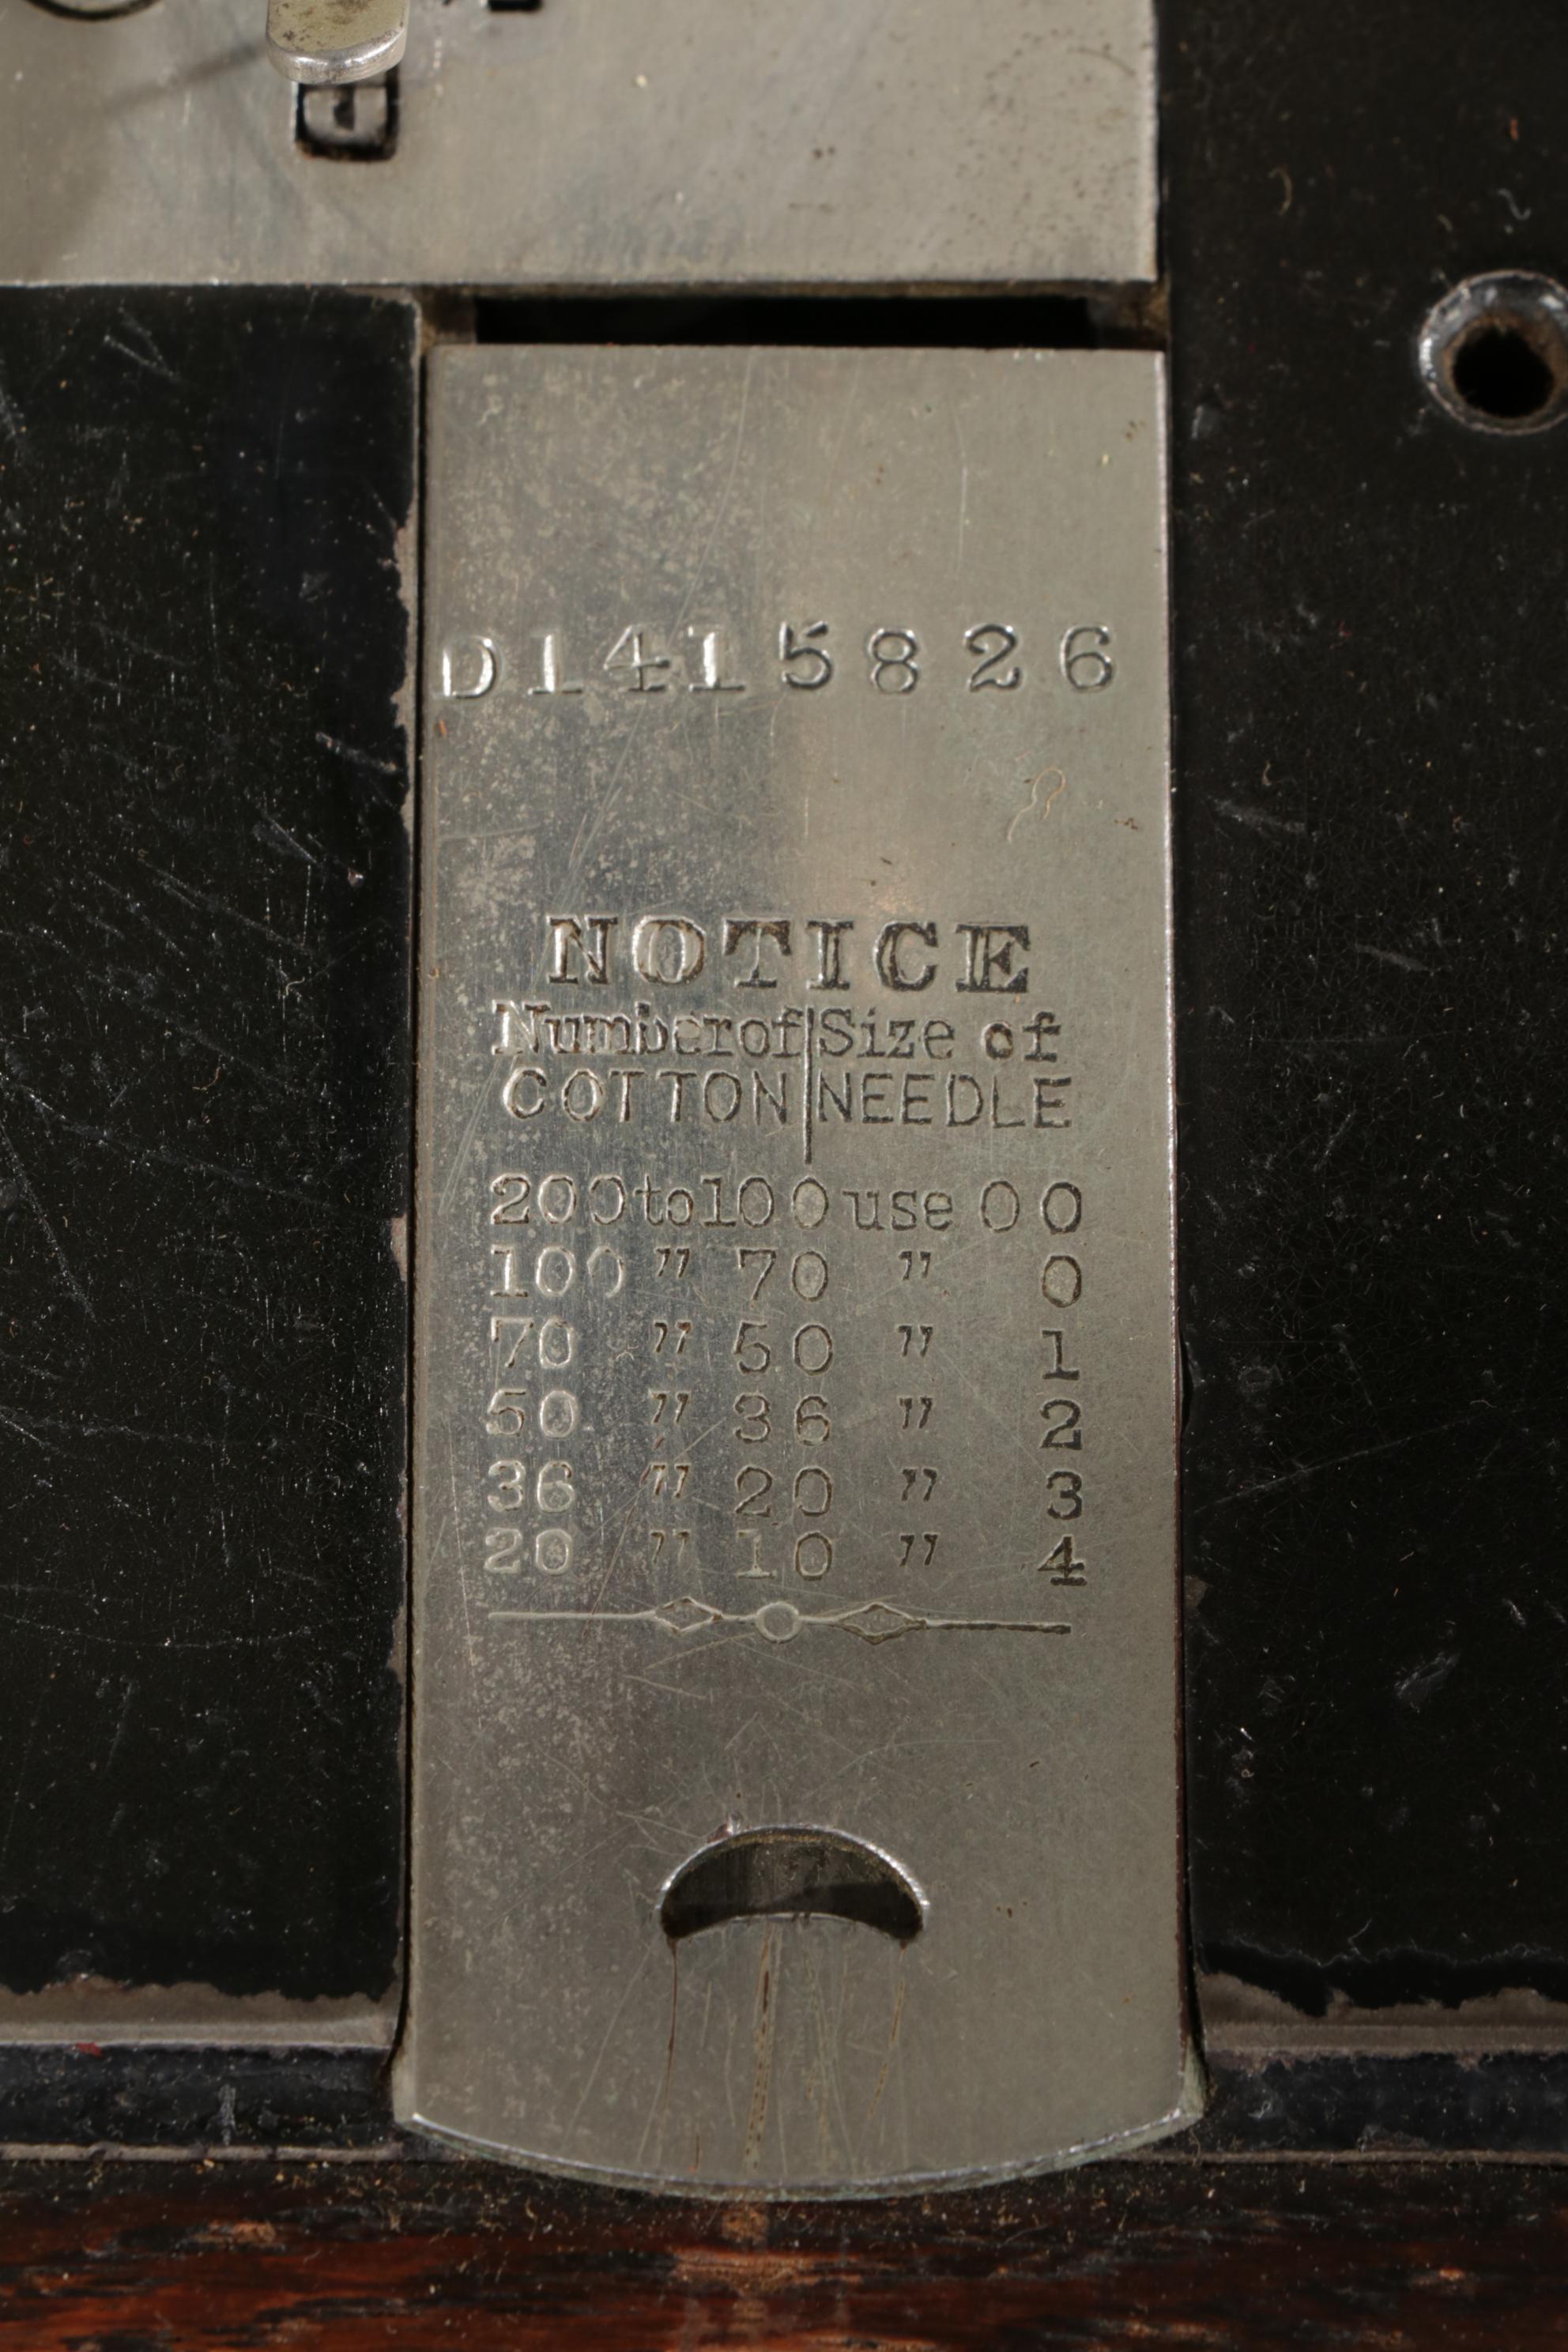 D1415826
NOTICE
Number of | Size of
COTTON | NEEDLE
200 to 100 use 00
100 " 70 " 0
70 " 50 " 1
50 " 36 " 2
36 " 20 " 3
20 " 10 " 4